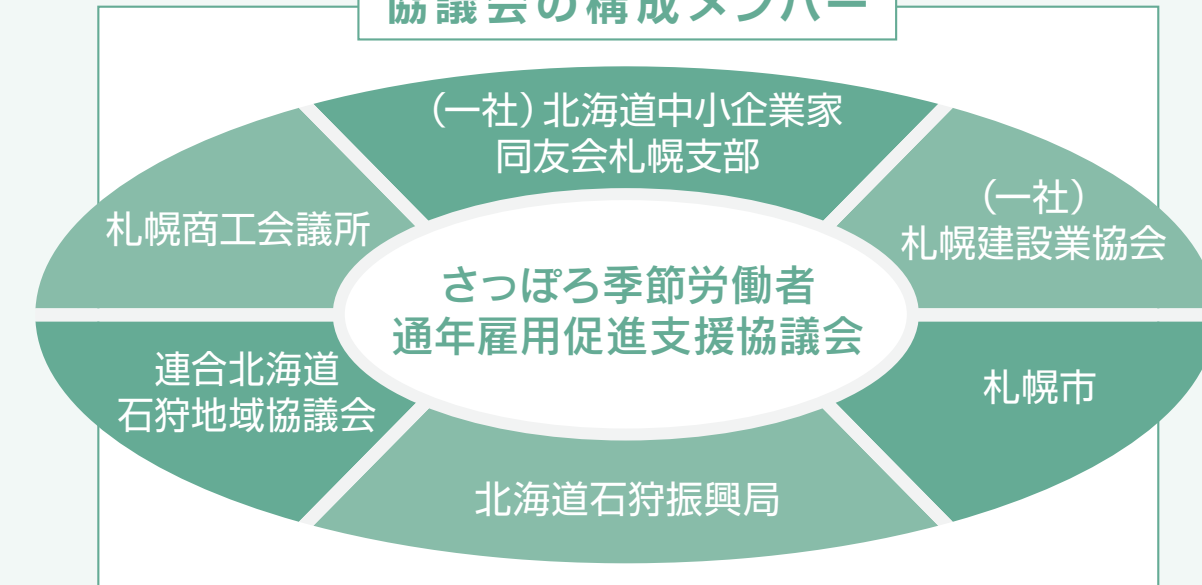 協議会の構成メンバー
（一社）北海道中小企業家
同友会札幌支部
（一社）
札幌建設業協会
札幌商工会議所
さっぽろ季節労働者
通年雇用促進支援協議会
連合北海道
石狩地域協議会
札幌市
北海道石狩振興局